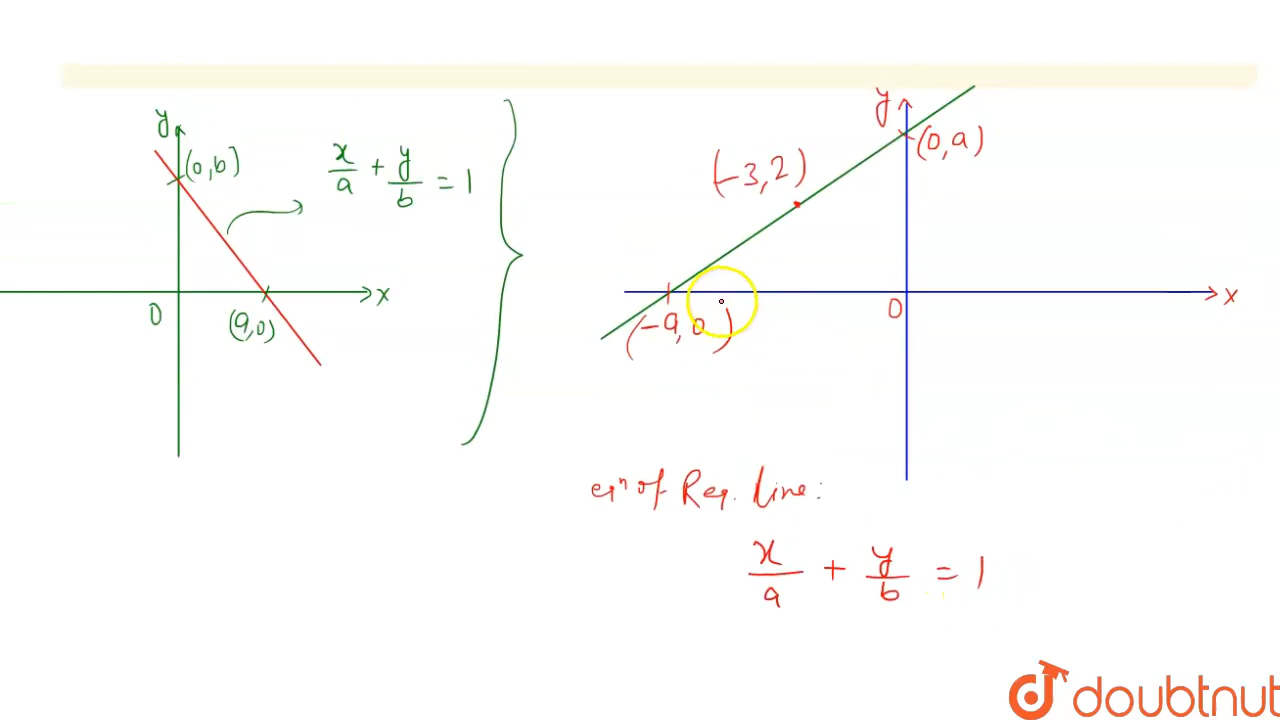 y
(0,b)
x/a + y/b = 1
x
0
(a,0)
y
(0,a)
(-3,2)
x
0
(-a,0)
eqⁿ of Req. line:
x/a + y/b = 1
doubtnut